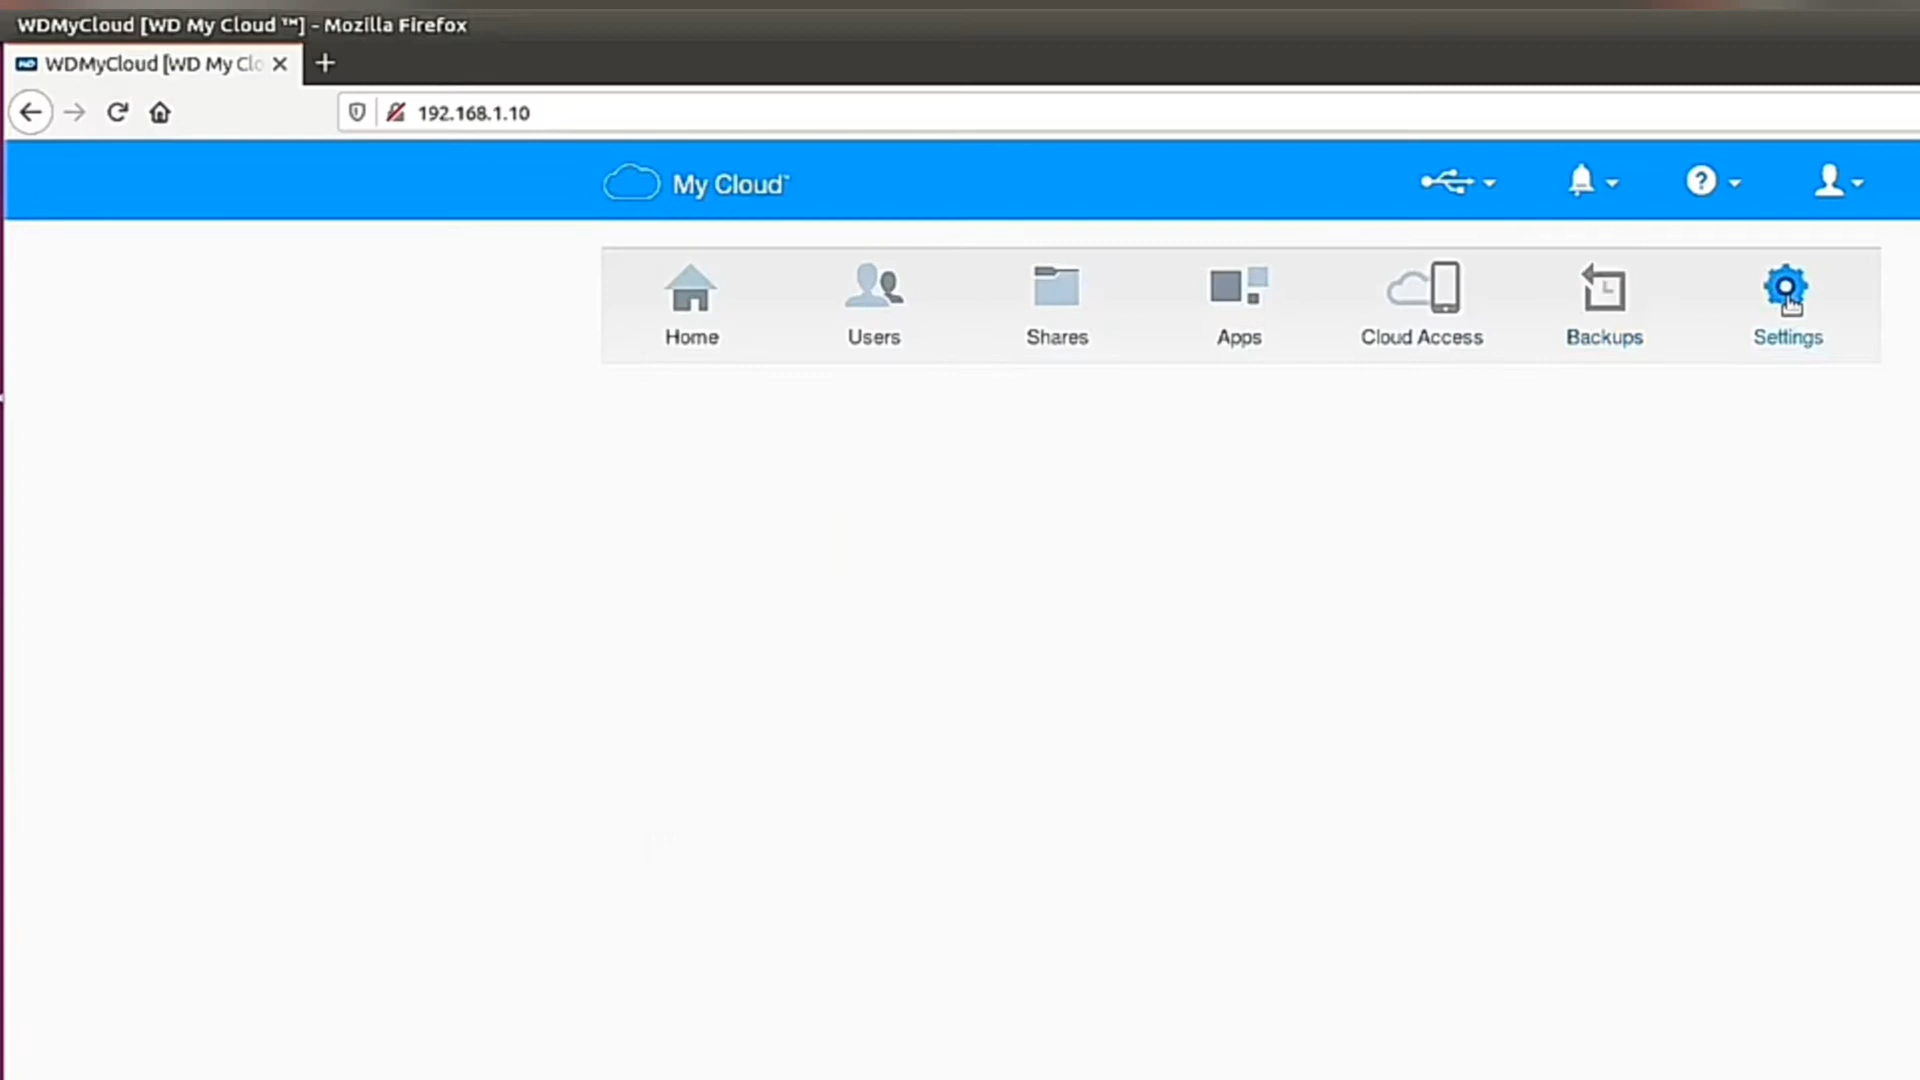 WDMyCloud [WD My Cloud ™] - Mozilla Firefox
WDMyCloud [WD My Clo
192.168.1.10
My Cloud™
Home
Users
Shares
Apps
Cloud Access
Backups
Settings